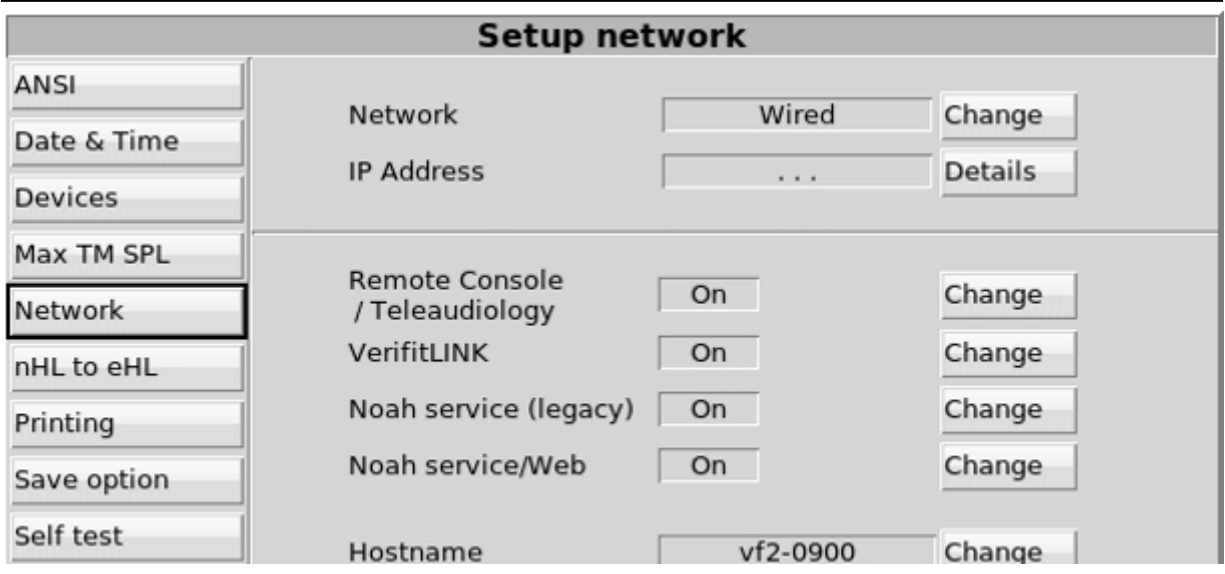 Setup network
ANSI
Date & Time
Devices
Max TM SPL
Network
nHL to eHL
Printing
Save option
Self test
Network Wired Change
IP Address . . . Details
Remote Console
/ Teleaudiology On Change
VerifitLINK On Change
Noah service (legacy) On Change
Noah service/Web On Change
Hostname vf2-0900 Change